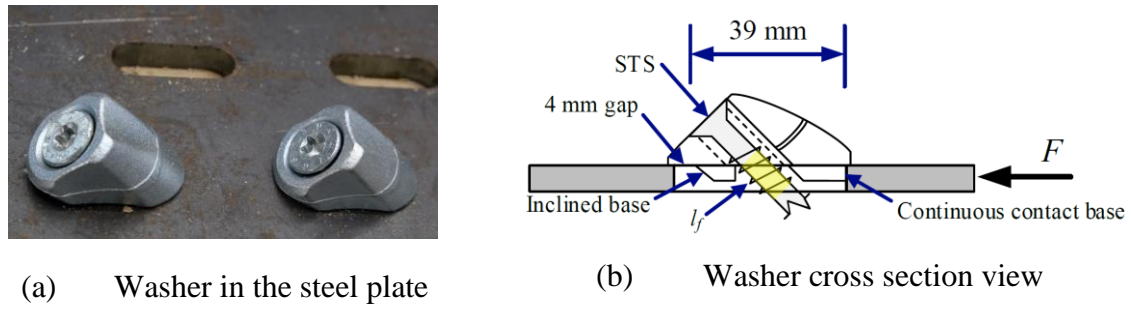 39 mm
STS
4 mm gap
F
Inclined base
l_f
Continuous contact base
(a) Washer in the steel plate
(b) Washer cross section view